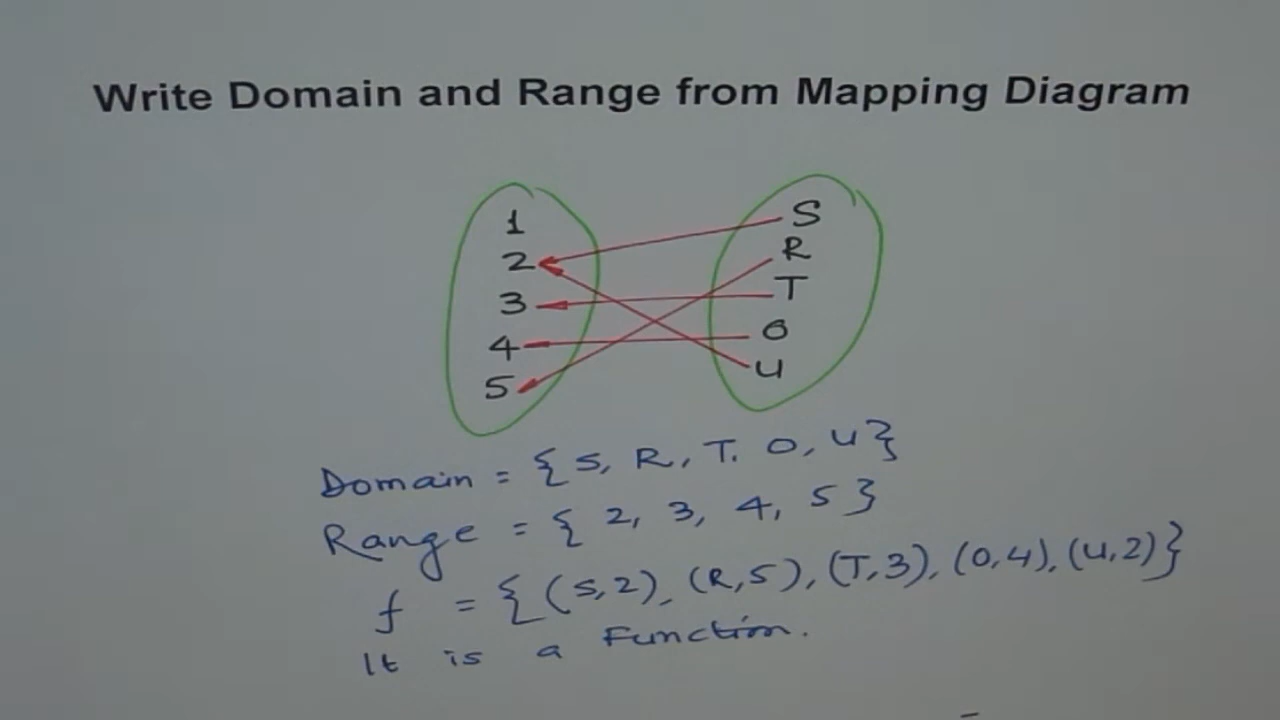 Write Domain and Range from Mapping Diagram
1 S
2 R
3 T
4 O
5 U
Domain = {S, R, T. O, U}
Range = { 2, 3, 4, 5 }
f = {(S,2), (R,5), (T,3), (O,4), (U,2)}
It is a Function.